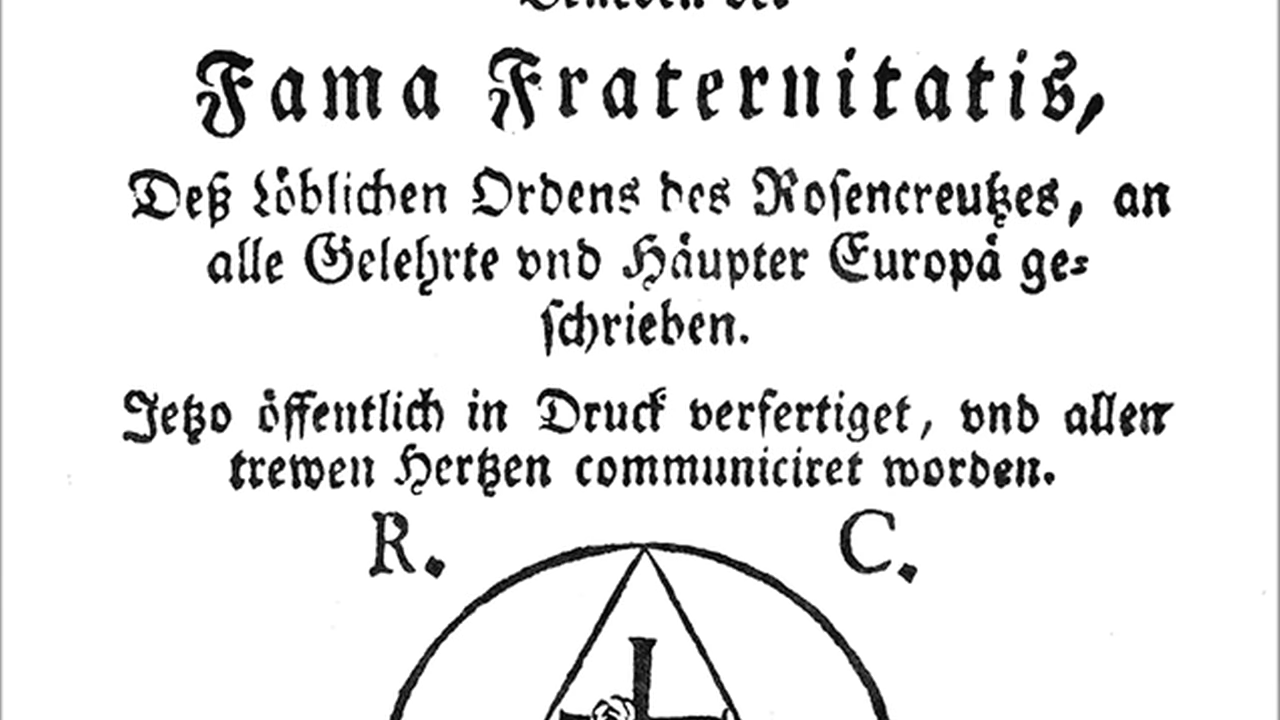 Fama Fraternitatis,
Deß Löblichen Ordens des Roſencreutzes, an
alle Gelehrte vnd Häupter Europä ge⸗
ſchrieben.
Jetzo öffentlich in Druck verfertiget, vnd allen
trewen Hertzen communiciret worden.
R. C.